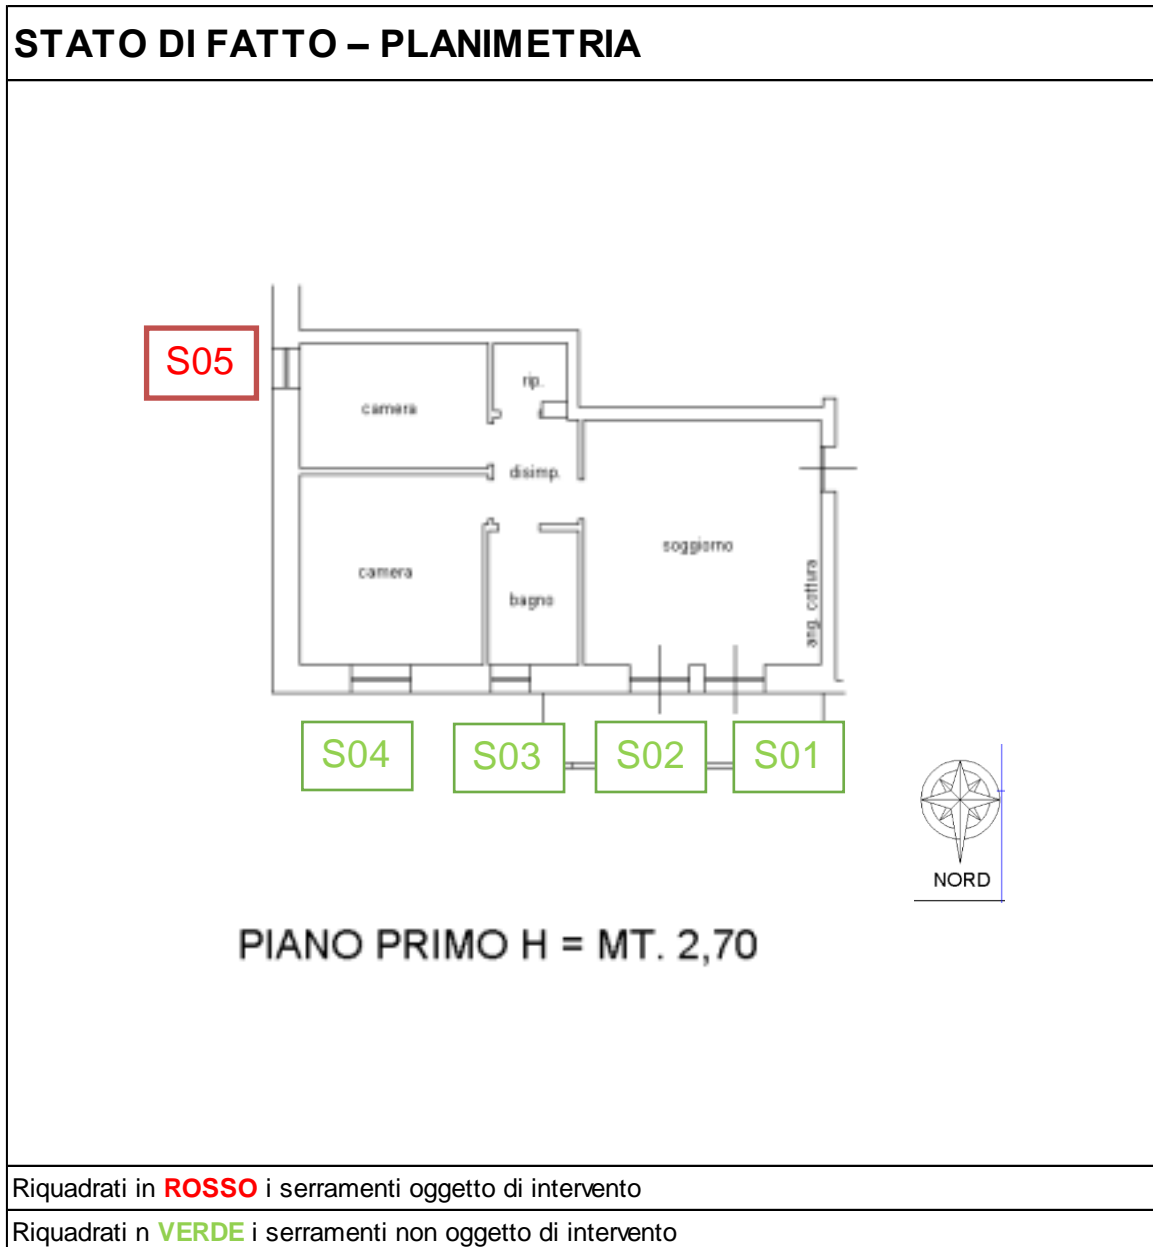 STATO DI FATTO – PLANIMETRIA
S05
rip.
camera
disimp.
soggiorno
camera
ang. cottura
bagno
S04
S03
S02
S01
NORD
PIANO PRIMO H = MT. 2,70
Riquadrati in ROSSO i serramenti oggetto di intervento
Riquadrati n VERDE i serramenti non oggetto di intervento